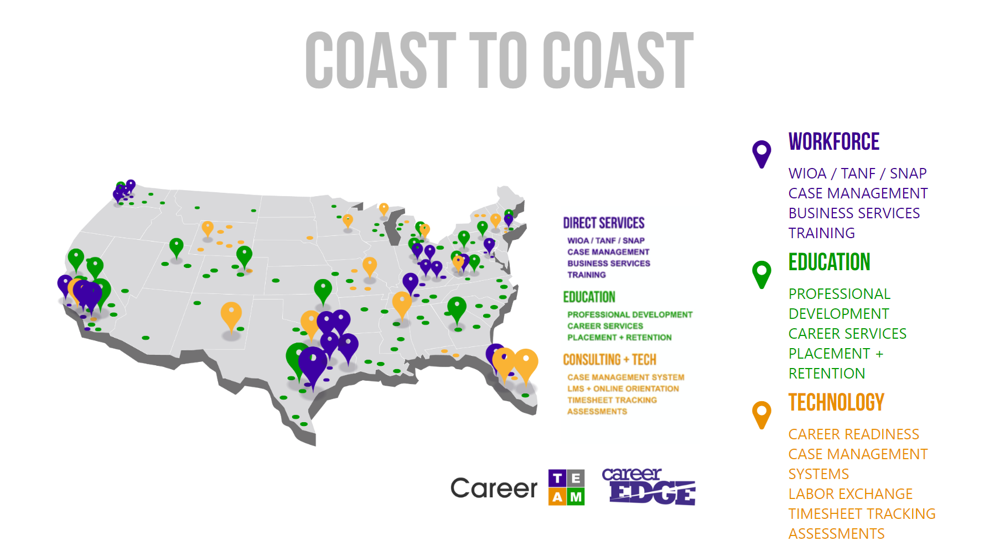 COAST TO COAST
DIRECT SERVICES
WIOA / TANF / SNAP
CASE MANAGEMENT
BUSINESS SERVICES
TRAINING
EDUCATION
PROFESSIONAL DEVELOPMENT
CAREER SERVICES
PLACEMENT + RETENTION
CONSULTING + TECH
CASE MANAGEMENT SYSTEM
LMS + ONLINE ORIENTATION
TIMESHEET TRACKING
ASSESSMENTS
Career TEAM
career EDGE
WORKFORCE
WIOA / TANF / SNAP
CASE MANAGEMENT
BUSINESS SERVICES
TRAINING
EDUCATION
PROFESSIONAL
DEVELOPMENT
CAREER SERVICES
PLACEMENT +
RETENTION
TECHNOLOGY
CAREER READINESS
CASE MANAGEMENT
SYSTEMS
LABOR EXCHANGE
TIMESHEET TRACKING
ASSESSMENTS